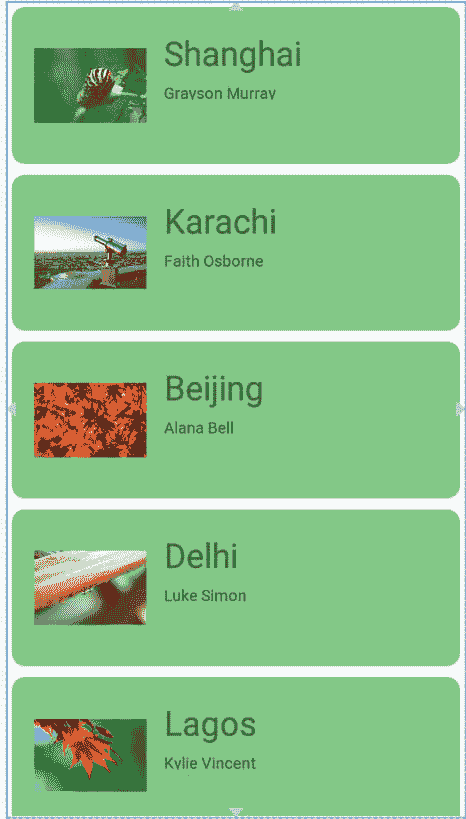 Shanghai
Grayson Murray
Karachi
Faith Osborne
Beijing
Alana Bell
Delhi
Luke Simon
Lagos
Kylie Vincent